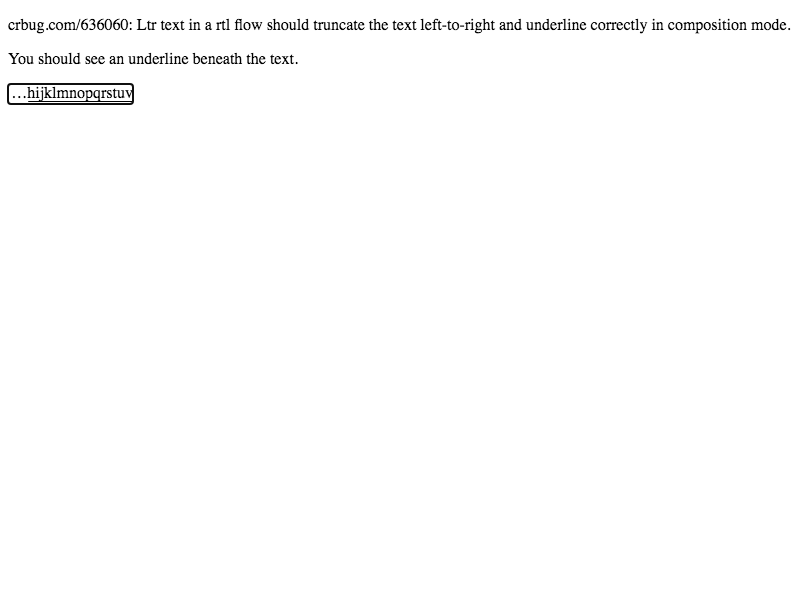 crbug.com/636060: Ltr text in a rtl flow should truncate the text left-to-right and underline correctly in composition mode.
You should see an underline beneath the text.
…hijklmnopqrstuv